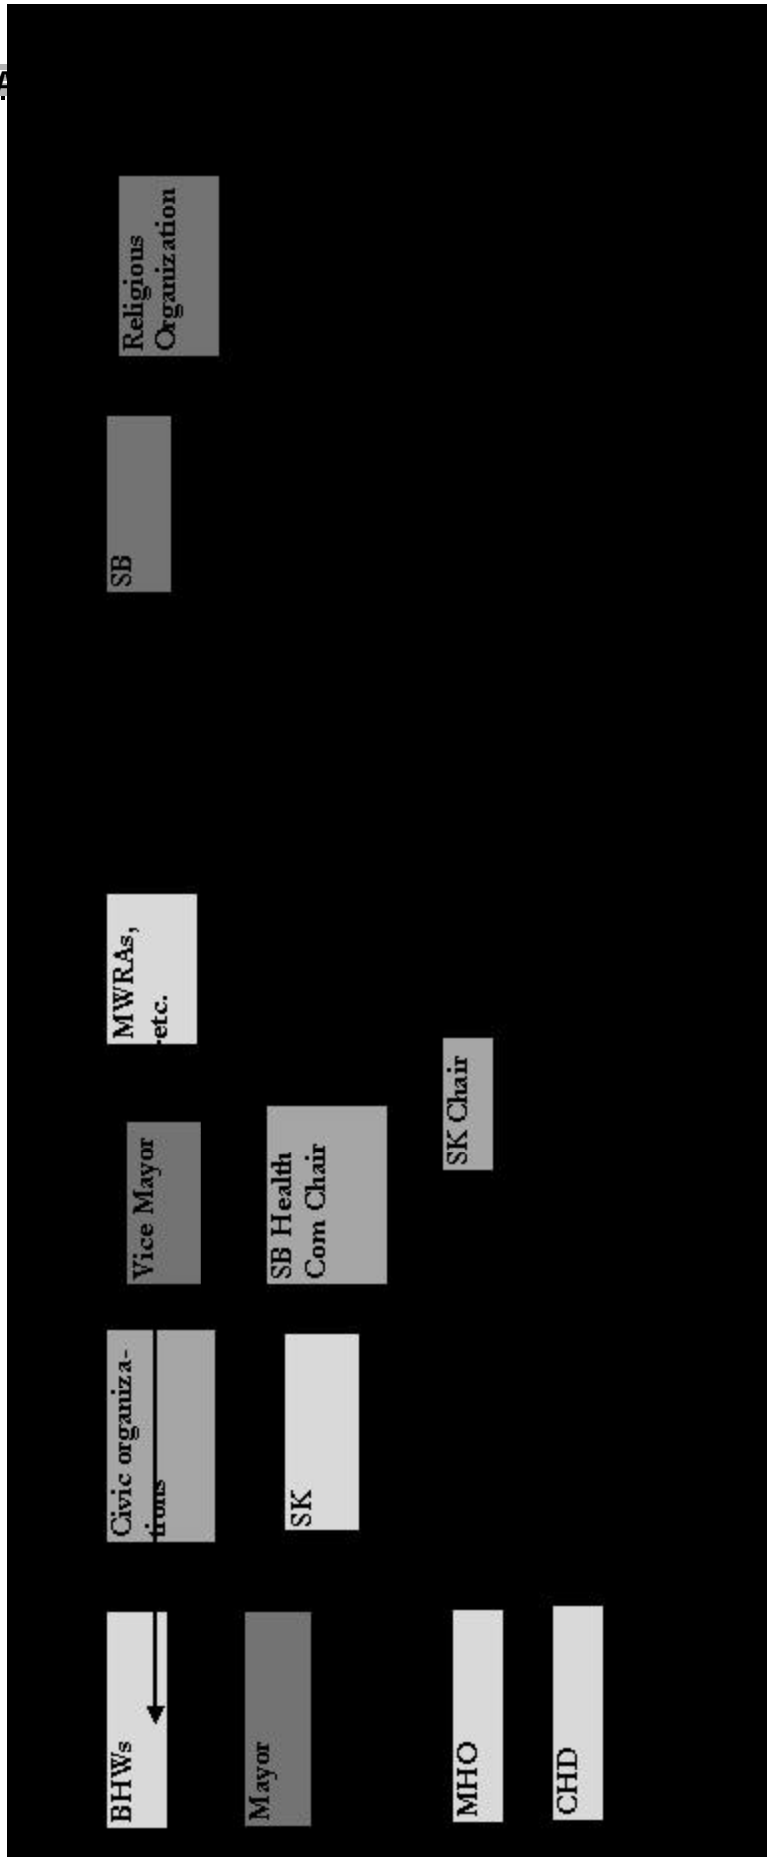 A
Religious
Organization
SB
MWRAs,
etc.
SK Chair
Vice Mayor
SB Health
Com Chair
Civic organiza-
tions
SK
BHWs
Mayor
MHO
CHD